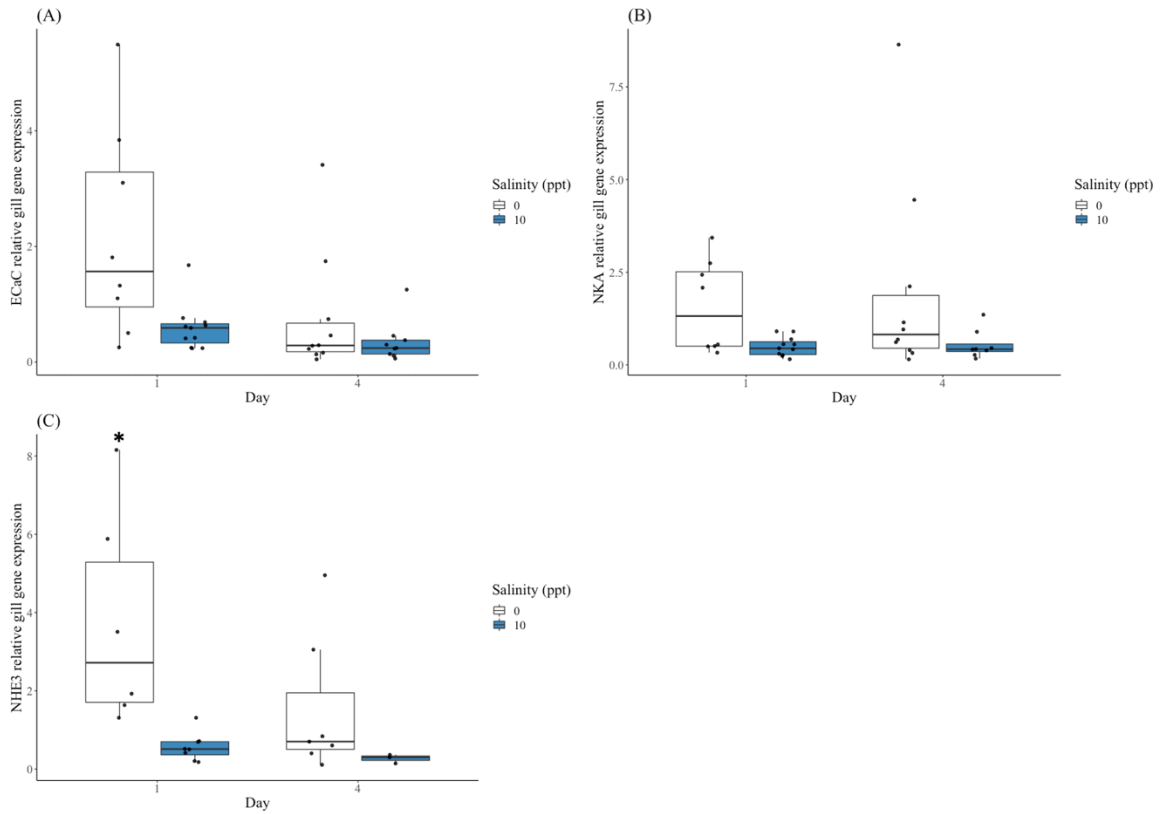 (A)
ECaC relative gill gene expression
4
2
0
1
4
Day
Salinity (ppt)
0
10
(B)
NKA relative gill gene expression
7.5
5.0
2.5
0.0
1
4
Day
Salinity (ppt)
0
10
(C)
*
NHE3 relative gill gene expression
8
6
4
2
0
1
4
Day
Salinity (ppt)
0
10